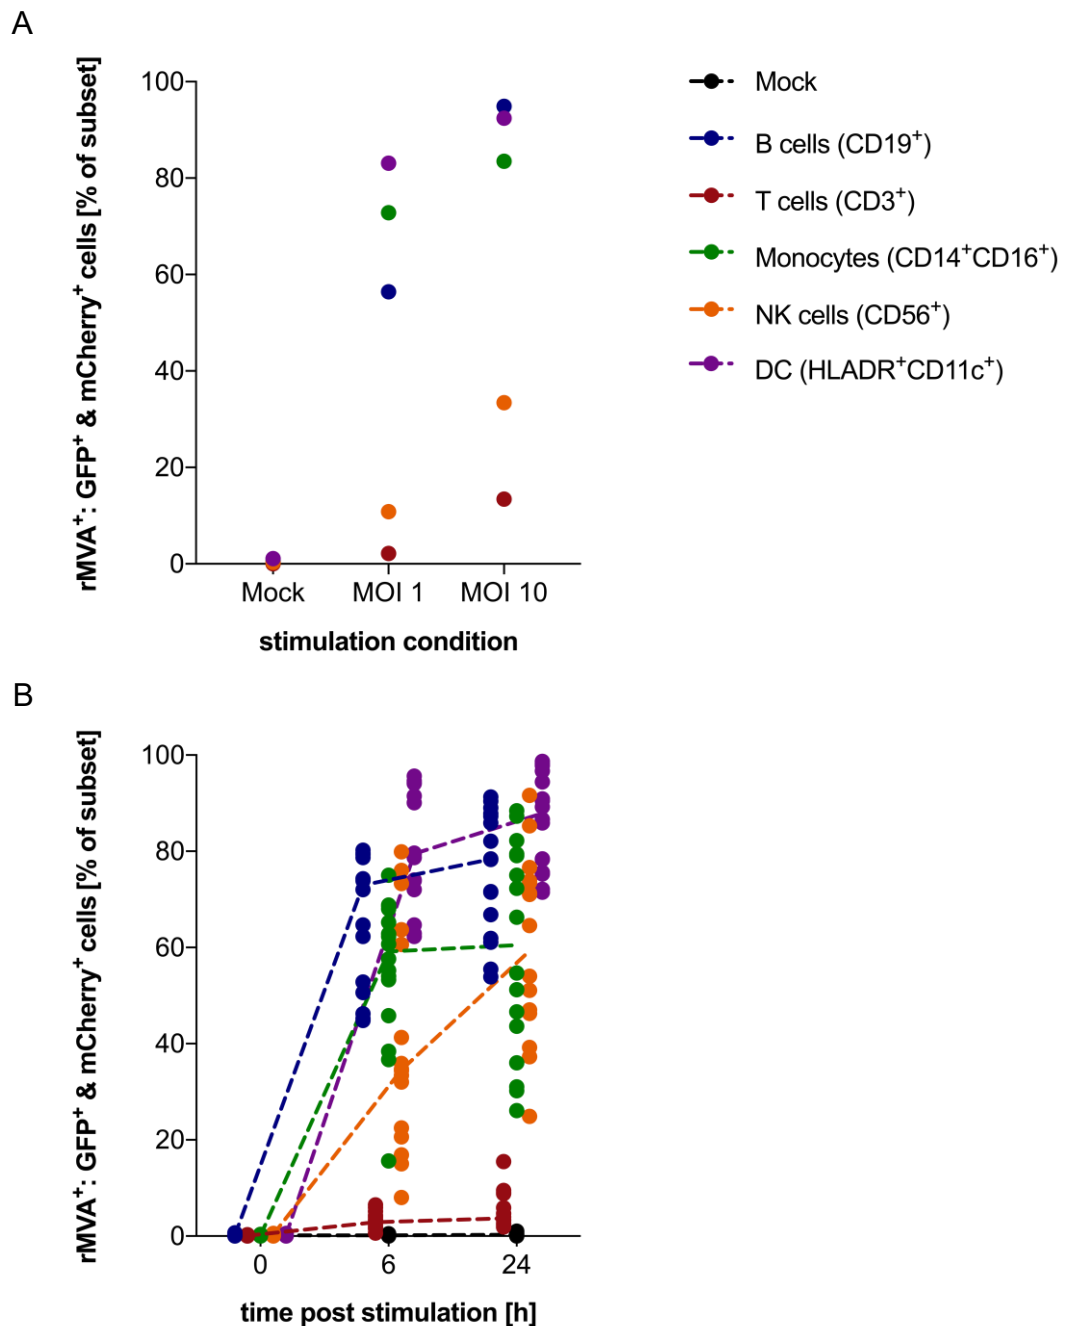 A
rMVA⁺: GFP⁺ & mCherry⁺ cells [% of subset]
100
80
60
40
20
0
Mock
MOI 1
MOI 10
stimulation condition
Mock
B cells (CD19⁺)
T cells (CD3⁺)
Monocytes (CD14⁺CD16⁺)
NK cells (CD56⁺)
DC (HLADR⁺CD11c⁺)
B
rMVA⁺: GFP⁺ & mCherry⁺ cells [% of subset]
100
80
60
40
20
0
0
6
24
time post stimulation [h]